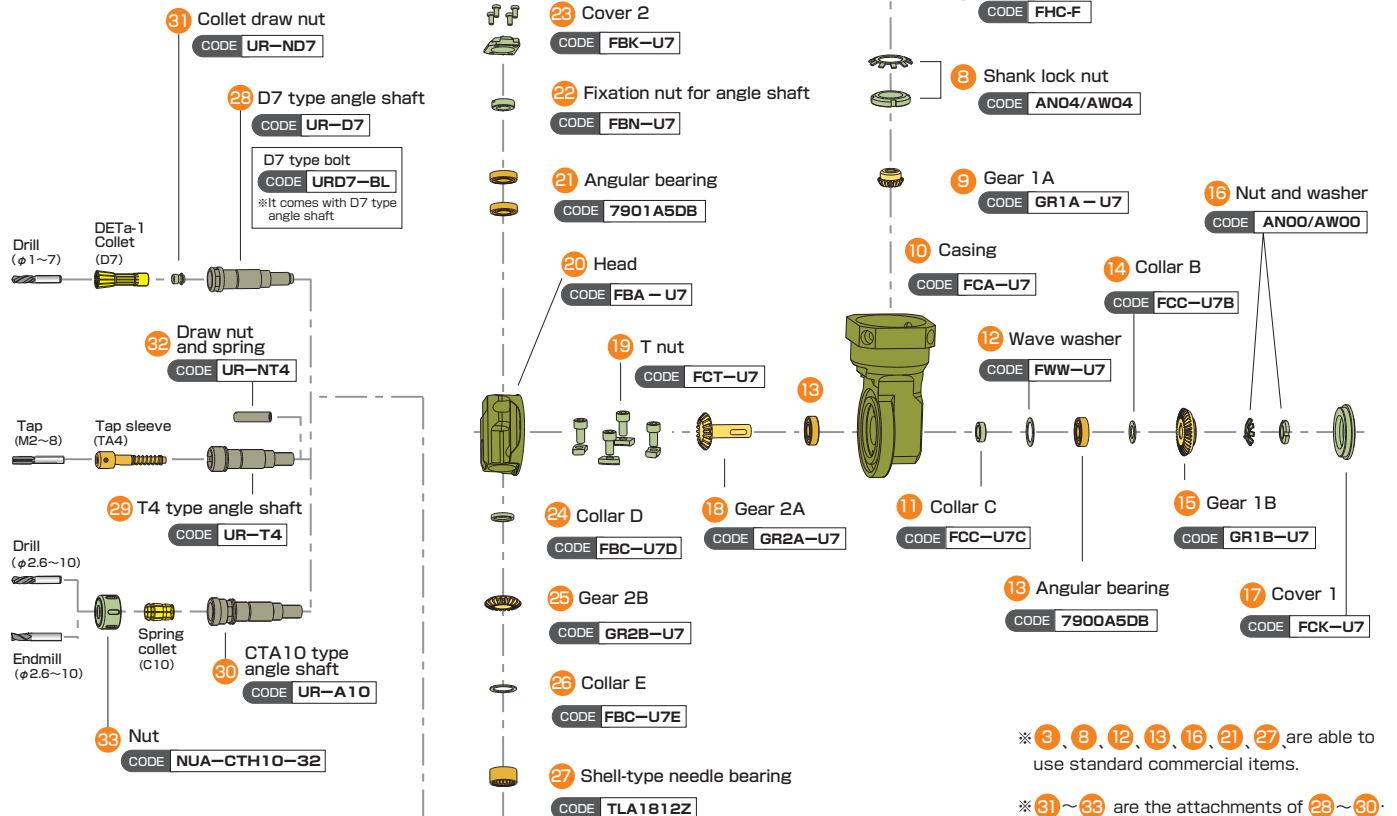 31 Collet draw nut
CODE UR−ND7
28 D7 type angle shaft
CODE UR−D7
D7 type bolt
CODE URD7−BL
※It comes with D7 type
angle shaft
Drill
(φ1~7)
DETa-1
Collet
(D7)
32 Draw nut
and spring
CODE UR−NT4
Tap
(M2~8)
Tap sleeve
(TA4)
29 T4 type angle shaft
CODE UR−T4
Drill
(φ2.6~10)
Endmill
(φ2.6~10)
Spring
collet
(C10)
30 CTA10 type
angle shaft
CODE UR−A10
33 Nut
CODE NUA−CTH10−32
23 Cover 2
CODE FBK−U7
22 Fixation nut for angle shaft
CODE FBN−U7
21 Angular bearing
CODE 7901A5DB
20 Head
CODE FBA−U7
19 T nut
CODE FCT−U7
13
18 Gear 2A
CODE GR2A−U7
24 Collar D
CODE FBC−U7D
25 Gear 2B
CODE GR2B−U7
26 Collar E
CODE FBC−U7E
27 Shell-type needle bearing
CODE TLA1812Z
CODE FHC-F
8 Shank lock nut
CODE AN04/AW04
9 Gear 1A
CODE GR1A−U7
10 Casing
CODE FCA−U7
16 Nut and washer
CODE AN00/AW00
14 Collar B
CODE FCC−U7B
12 Wave washer
CODE FWW−U7
11 Collar C
CODE FCC−U7C
15 Gear 1B
CODE GR1B−U7
13 Angular bearing
CODE 7900A5DB
17 Cover 1
CODE FCK−U7
※3、8、12、13、16、21、27、are able to
use standard commercial items.
※31~33 are the attachments of 28~30.